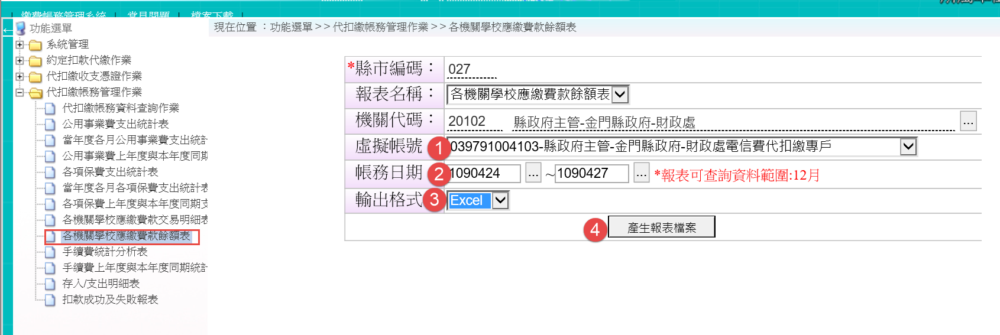 繳費帳務管理系統 | 常見問題 | 檔案下載 |
功能選單
系統管理
約定扣款代繳作業
代扣繳收支憑證作業
代扣繳帳務管理作業
代扣繳帳務資料查詢作業
公用事業費支出統計表
當年度各月公用事業費支出統計
公用事業費上年度與本年度同期
各項保費支出統計表
當年度各月各項保費支出統計表
各項保費上年度與本年度同期支
各機關學校應繳費款交易明細表
各機關學校應繳費款餘額表
手續費統計分析表
手續費上年度與本年度同期統計
存入/支出明細表
扣款成功及失敗報表
現在位置 ：功能選單>>代扣繳帳務管理作業>>各機關學校應繳費款餘額表
*縣市編碼： 027
報表名稱： 各機關學校應繳費款餘額表
機關代碼： 20102 縣政府主管-金門縣政府-財政處 ...
虛擬帳號 1 039791004103-縣政府主管-金門縣政府-財政處電信費代扣繳專戶
帳務日期 2 1090424 ... ~1090427 ... *報表可查詢資料範圍:12月
輸出格式 3 Excel
4 產生報表檔案